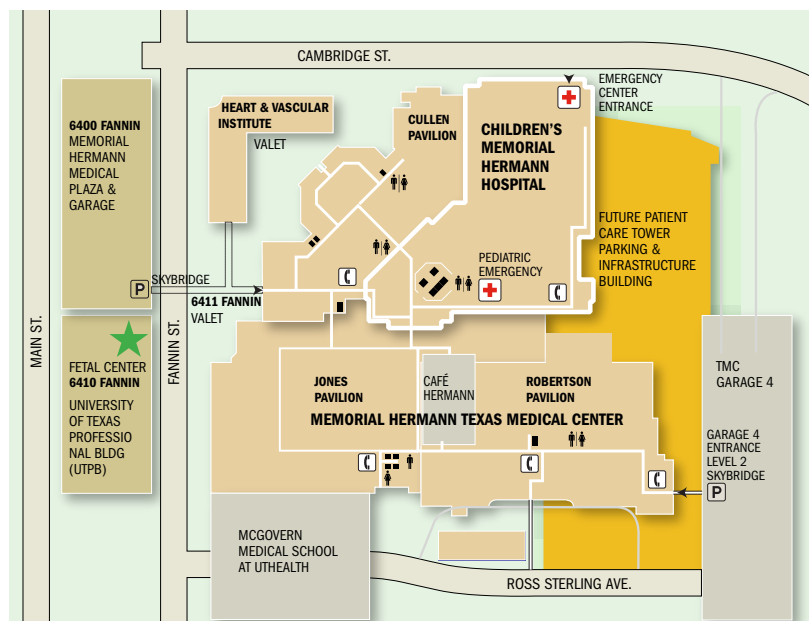 CAMBRIDGE ST.
EMERGENCY
CENTER
ENTRANCE
HEART & VASCULAR
INSTITUTE
VALET
CULLEN
PAVILION
CHILDREN'S
MEMORIAL
HERMANN
HOSPITAL
6400 FANNIN
MEMORIAL
HERMANN
MEDICAL
PLAZA &
GARAGE
FUTURE PATIENT
CARE TOWER
PARKING &
INFRASTRUCTURE
BUILDING
PEDIATRIC
EMERGENCY
P
SKYBRIDGE
6411 FANNIN
VALET
MAIN ST.
FANNIN ST.
FETAL CENTER
6410 FANNIN
UNIVERSITY
OF TEXAS
PROFESSIO
NAL BLDG
(UTPB)
JONES
PAVILION
CAFÉ
HERMANN
ROBERTSON
PAVILION
MEMORIAL HERMANN TEXAS MEDICAL CENTER
TMC
GARAGE 4
GARAGE 4
ENTRANCE
LEVEL 2
SKYBRIDGE
P
MCGOVERN
MEDICAL SCHOOL
AT UTHEALTH
ROSS STERLING AVE.